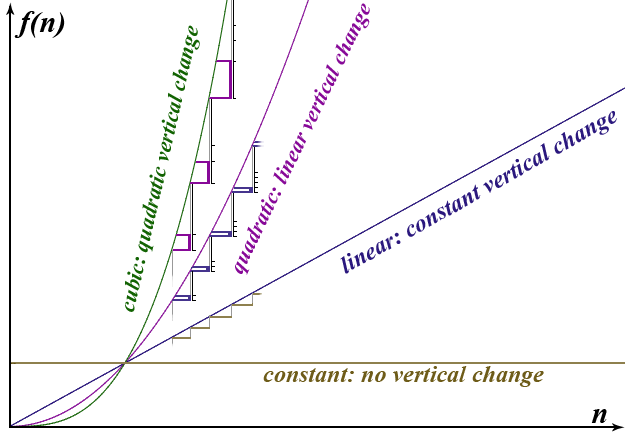 f(n)
cubic: quadratic vertical change
quadratic: linear vertical change
linear: constant vertical change
constant: no vertical change
n